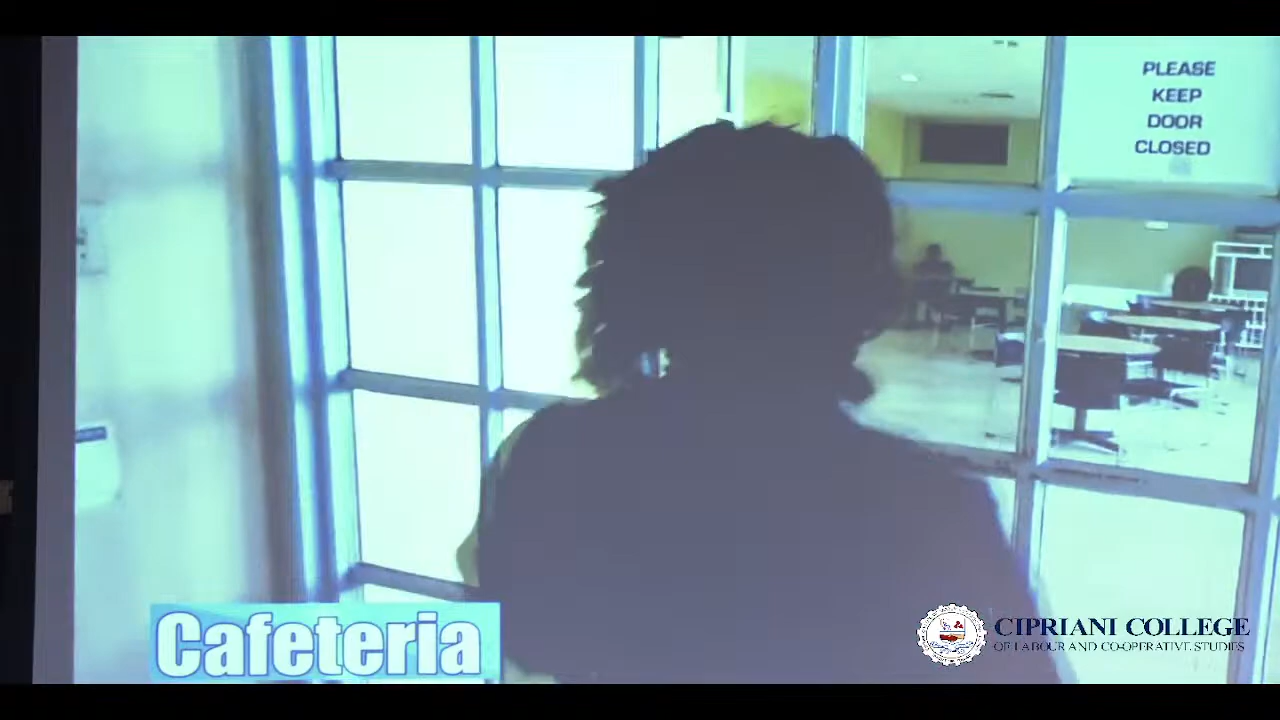 PLEASE
KEEP
DOOR
CLOSED
Cafeteria
CIPRIANI COLLEGE
OF LABOUR AND CO-OPERATIVE STUDIES